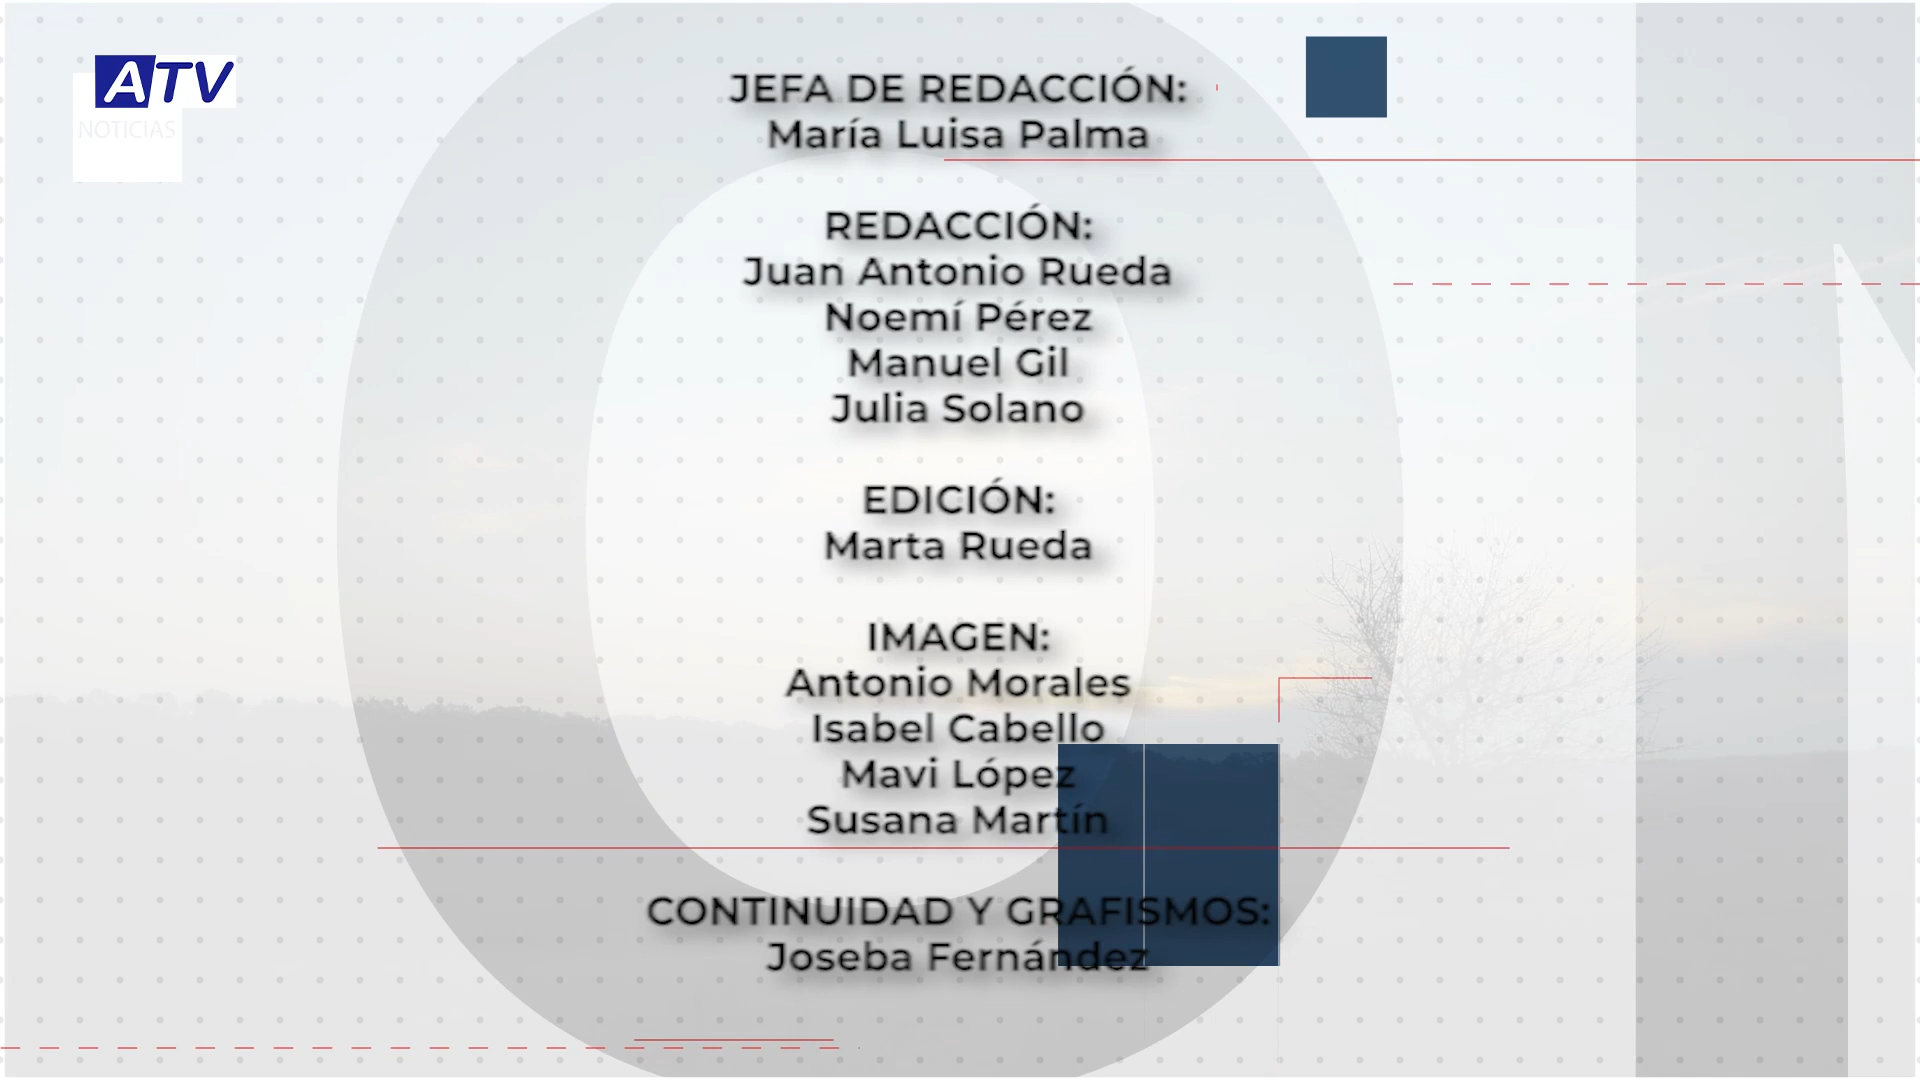 ATV
NOTICIAS
JEFA DE REDACCIÓN:
María Luisa Palma
REDACCIÓN:
Juan Antonio Rueda
Noemí Pérez
Manuel Gil
Julia Solano
EDICIÓN:
Marta Rueda
IMAGEN:
Antonio Morales
Isabel Cabello
Mavi López
Susana Martín
CONTINUIDAD Y GRAFISMOS:
Joseba Fernández